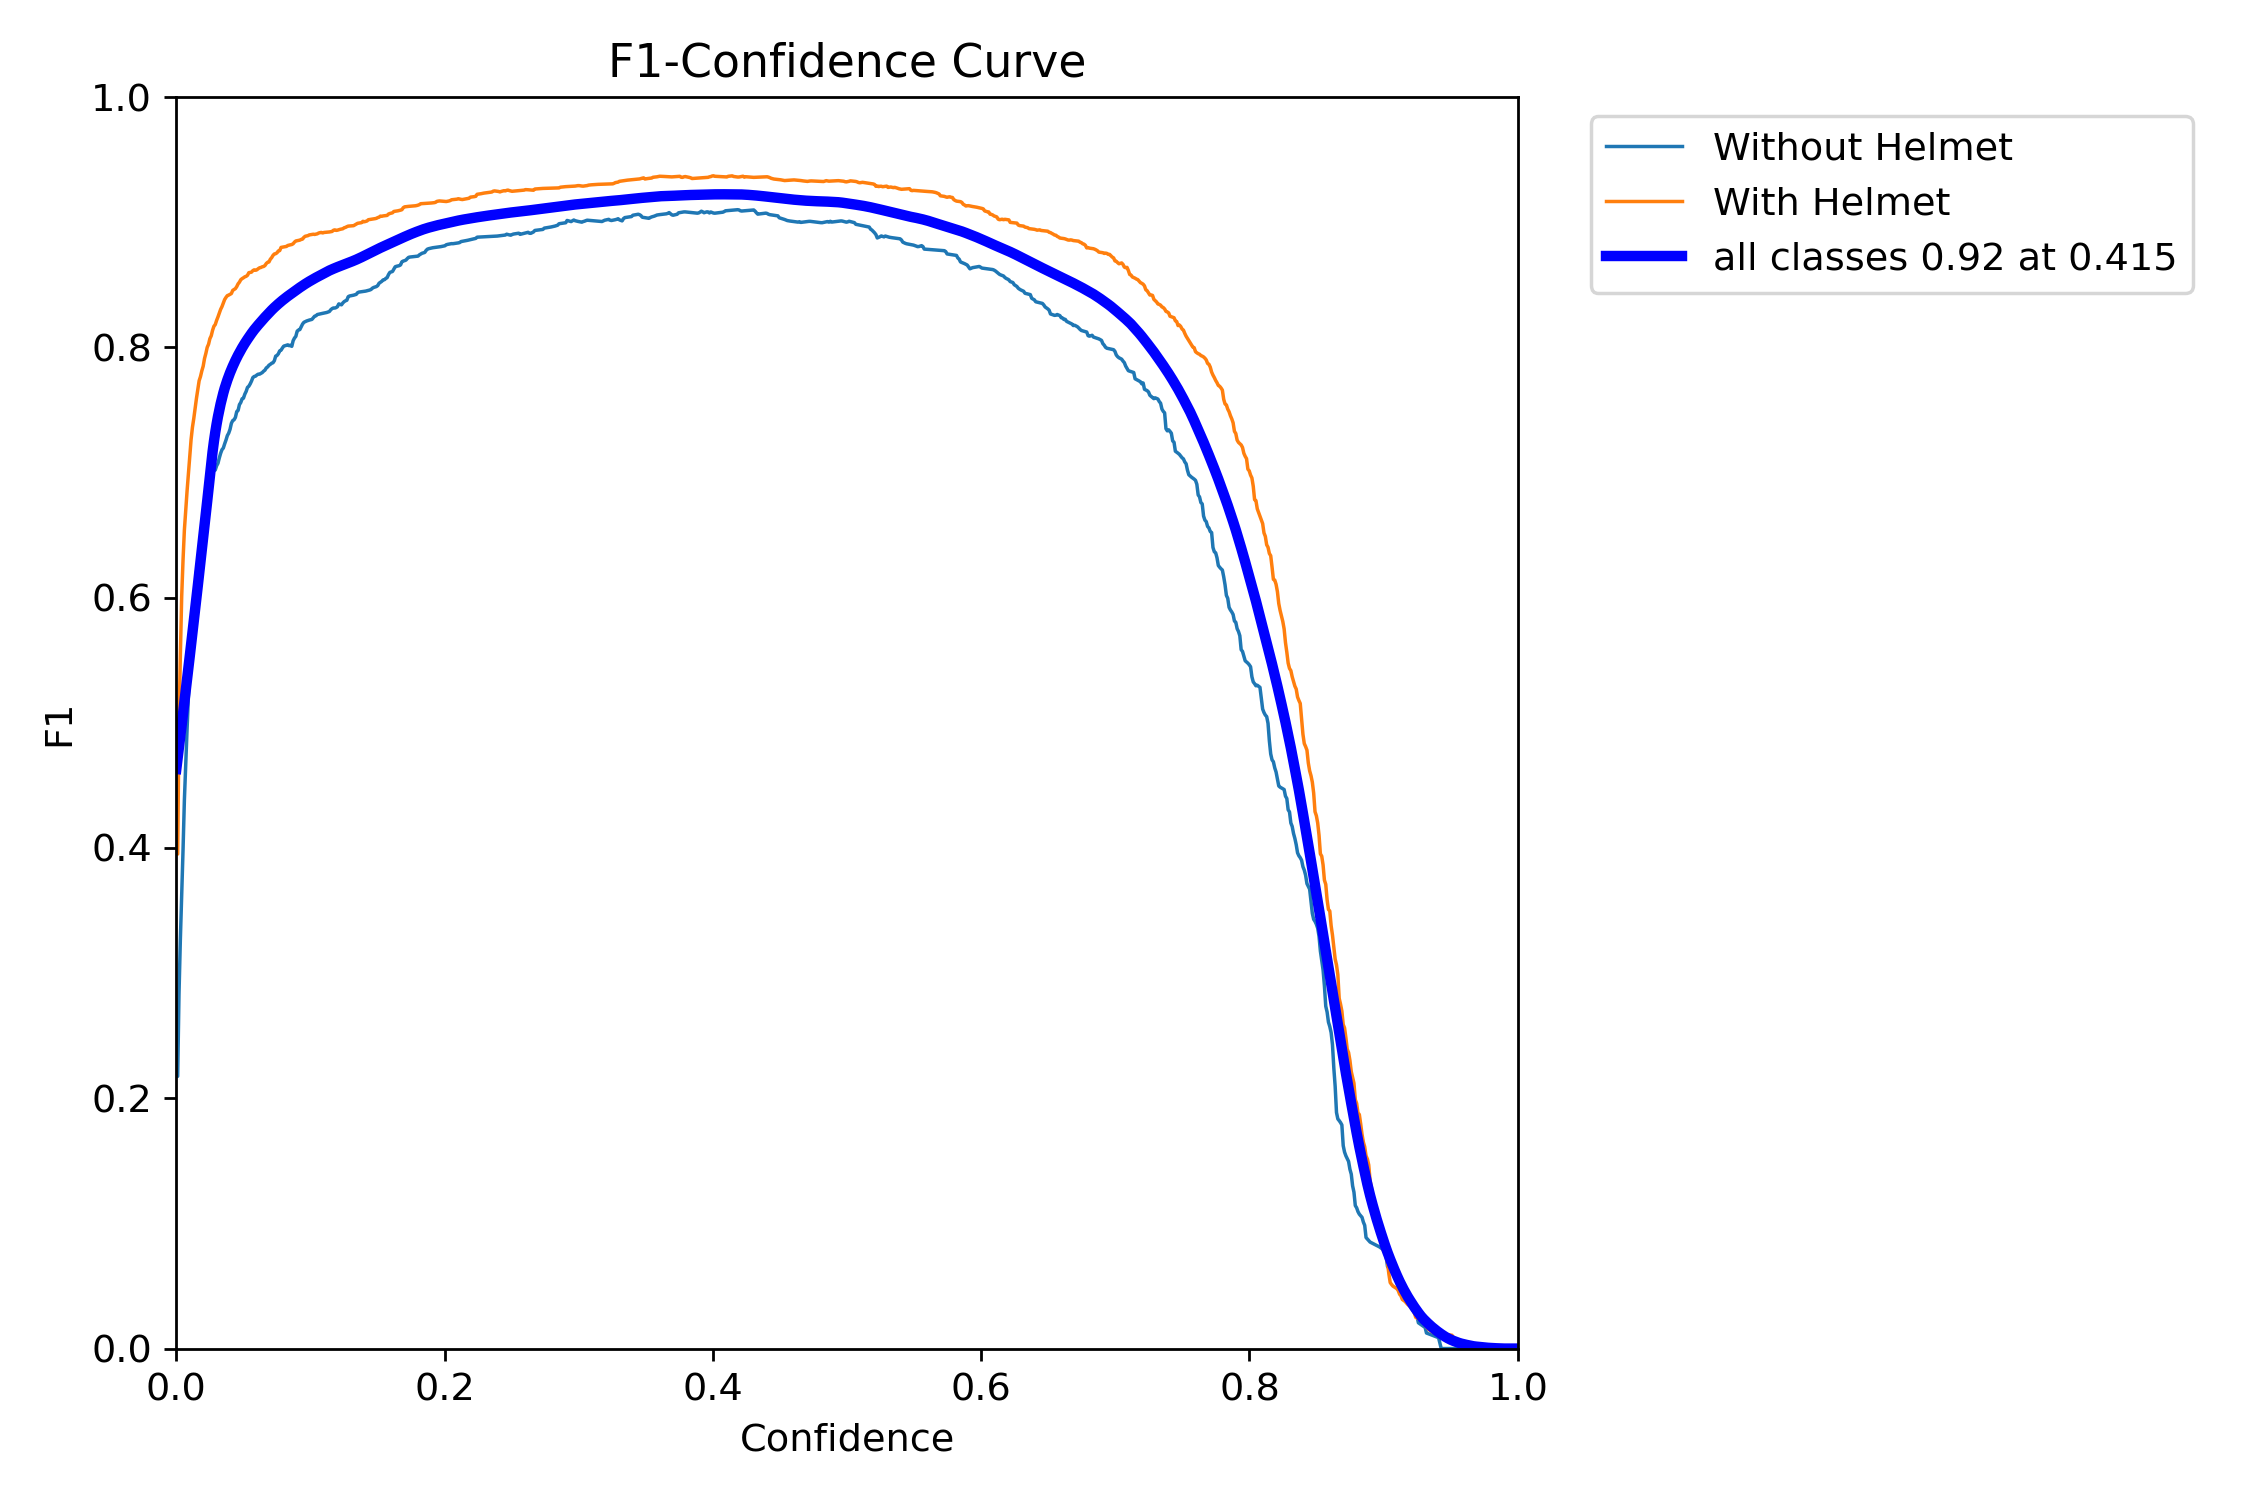 F1-Confidence Curve
1.0
0.8
0.6
0.4
0.2
0.0
F1
0.0 0.2 0.4 0.6 0.8 1.0
Confidence
Without Helmet
With Helmet
all classes 0.92 at 0.415